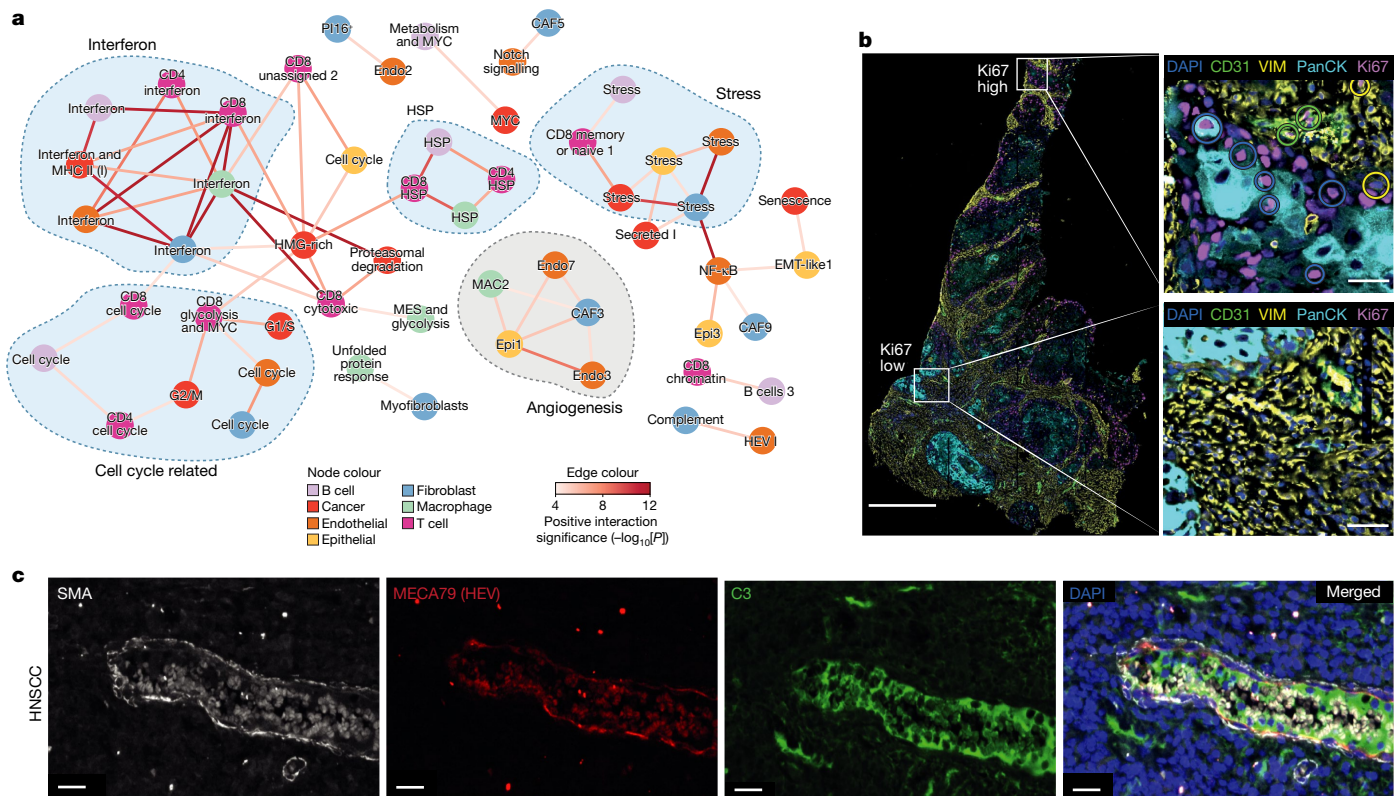 a
Interferon
CD4
interferon
Interferon
CD8
interferon
Interferon and
MHC II (I)
Interferon
Interferon
Interferon
CD8
unassigned 2
PI16⁺
Endo2
Metabolism
and MYC
MYC
CAF5
Notch
signalling
Cell cycle
HSP
HSP
CD8
HSP
CD4
HSP
HSP
Stress
Stress
CD8 memory
or naive 1
Stress
Stress
Stress
Stress
Secreted I
Senescence
NF-κB
EMT-like1
Epi3
CAF9
HMG-rich
Proteasomal
degradation
CD8
cytotoxic
MES and
glycolysis
Unfolded
protein
response
Myofibroblasts
MAC2
Endo7
CAF3
Epi1
Endo3
Angiogenesis
CD8
chromatin
B cells 3
Complement
HEV I
CD8
cell cycle
CD8
glycolysis
and MYC
G1/S
Cell cycle
Cell cycle
G2/M
CD4
cell cycle
Cell cycle
Cell cycle related
Node colour
B cell
Cancer
Endothelial
Epithelial
Fibroblast
Macrophage
T cell
Edge colour
4 8 12
Positive interaction
significance (–log10[P])
b
Ki67
high
Ki67
low
DAPI CD31 VIM PanCK Ki67
DAPI CD31 VIM PanCK Ki67
c
HNSCC
SMA
MECA79 (HEV)
C3
DAPI
Merged